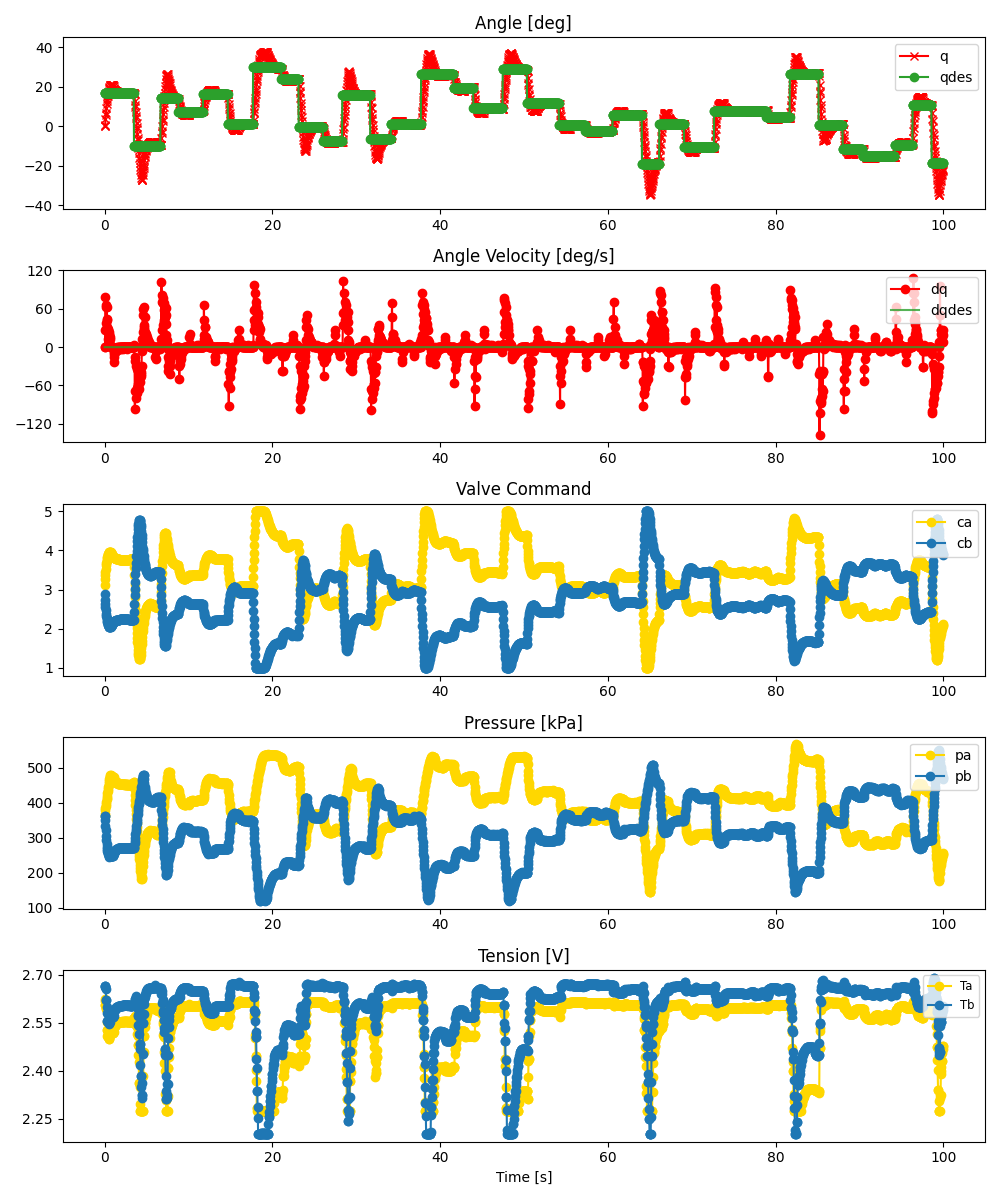 Angle [deg]
40
20
0
−20
−40
q
qdes
0 20 40 60 80 100
Angle Velocity [deg/s]
120
60
0
−60
−120
dq
dqdes
0 20 40 60 80 100
Valve Command
5
4
3
2
1
ca
cb
0 20 40 60 80 100
Pressure [kPa]
500
400
300
200
100
pa
pb
0 20 40 60 80 100
Tension [V]
2.70
2.55
2.40
2.25
Ta
Tb
0 20 40 60 80 100
Time [s]